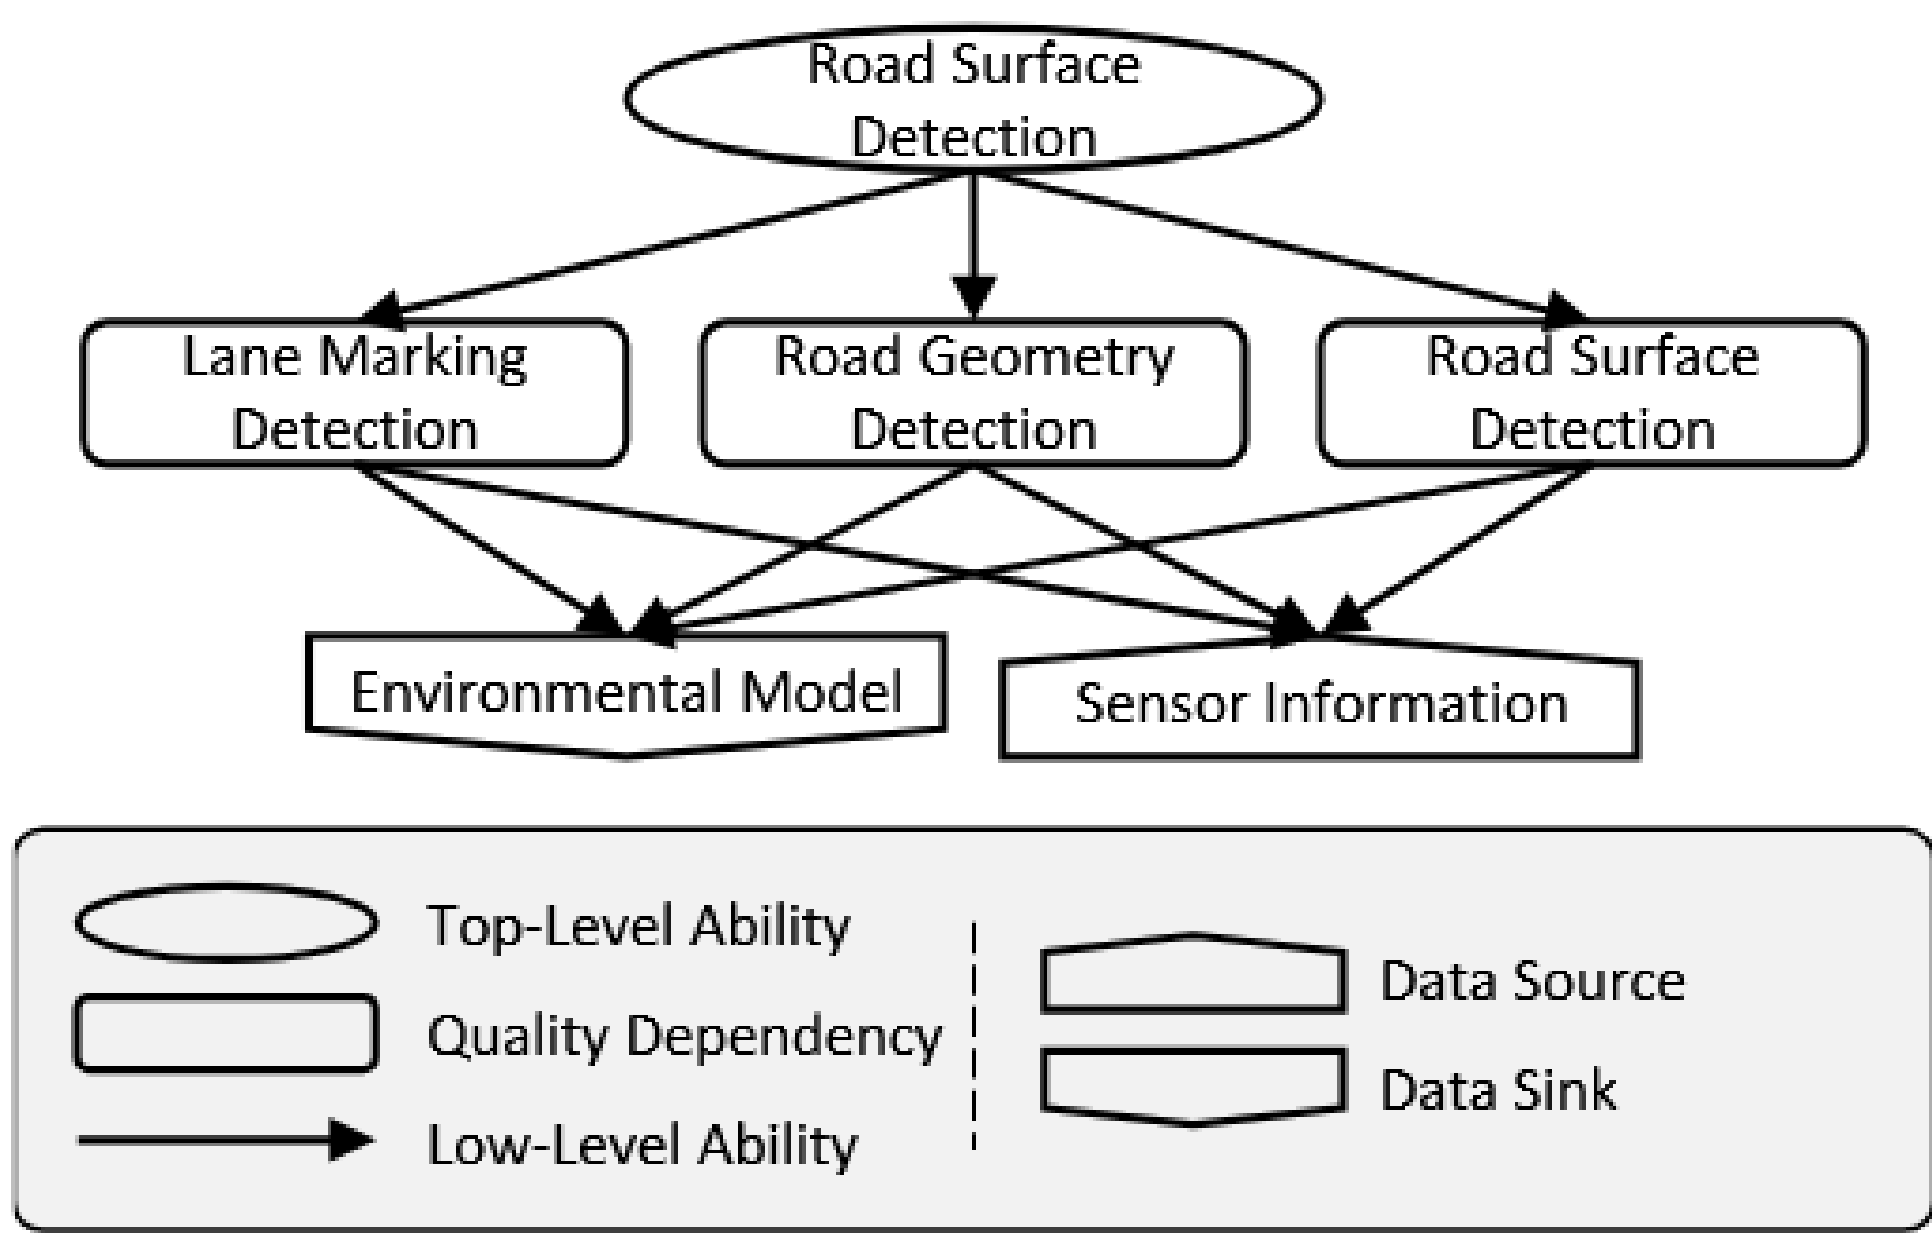 Road Surface
Detection
Lane Marking
Detection
Road Geometry
Detection
Road Surface
Detection
Environmental Model
Sensor Information
Top-Level Ability
Quality Dependency
Low-Level Ability
Data Source
Data Sink